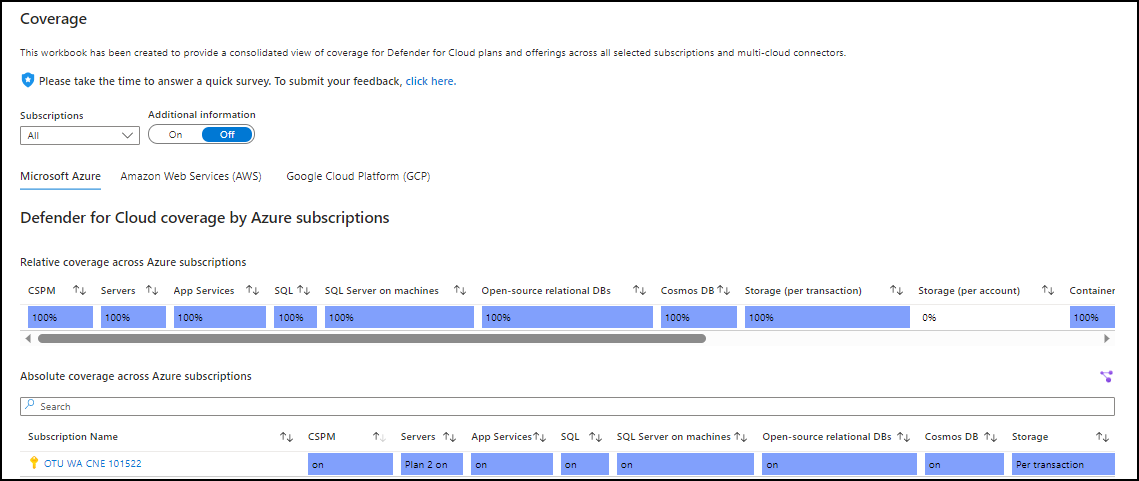 Coverage
This workbook has been created to provide a consolidated view of coverage for Defender for Cloud plans and offerings across all selected subscriptions and multi-cloud connectors.
Please take the time to answer a quick survey. To submit your feedback, click here.
Subscriptions Additional information
All On Off
Microsoft Azure Amazon Web Services (AWS) Google Cloud Platform (GCP)
Defender for Cloud coverage by Azure subscriptions
Relative coverage across Azure subscriptions
CSPM Servers App Services SQL SQL Server on machines Open-source relational DBs Cosmos DB Storage (per transaction) Storage (per account) Container
100% 100% 100% 100% 100% 100% 100% 100% 0% 100%
Absolute coverage across Azure subscriptions
Search
Subscription Name CSPM Servers App Services SQL SQL Server on machines Open-source relational DBs Cosmos DB Storage
OTU WA CNE 101522 on Plan 2 on on on on on on Per transaction